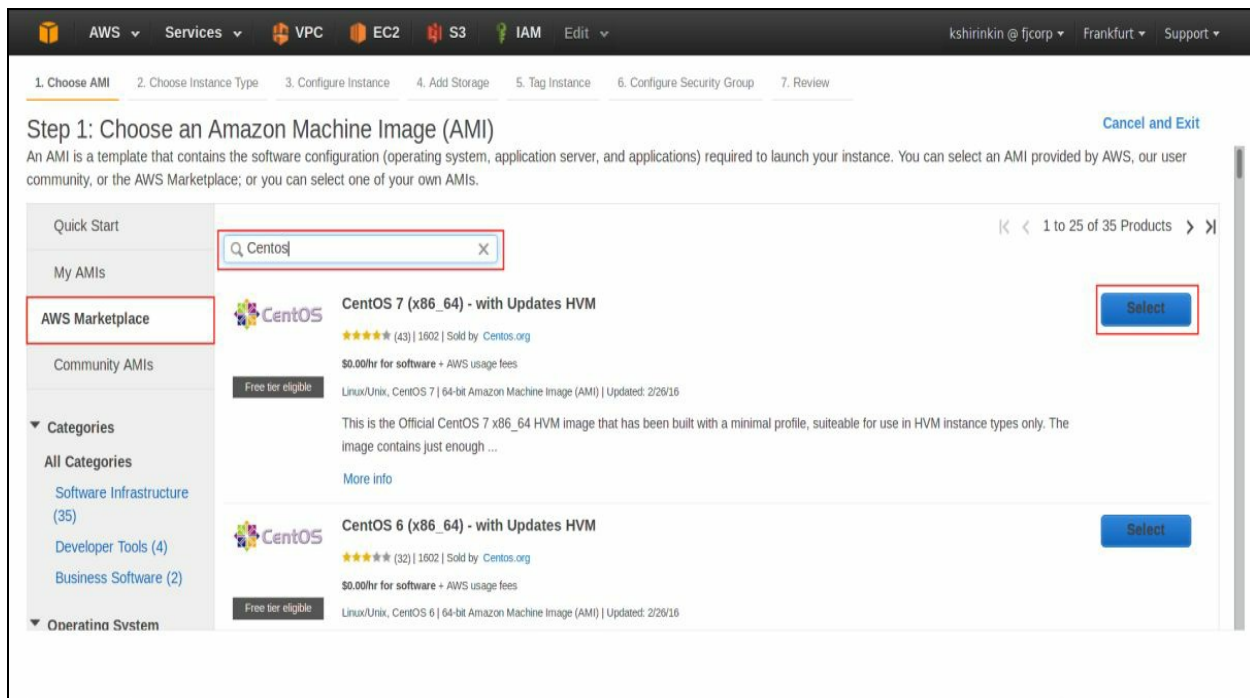 AWS Services VPC EC2 S3 IAM Edit kshirinkin @ fjcorp Frankfurt Support
1. Choose AMI 2. Choose Instance Type 3. Configure Instance 4. Add Storage 5. Tag Instance 6. Configure Security Group 7. Review
Step 1: Choose an Amazon Machine Image (AMI)
Cancel and Exit
An AMI is a template that contains the software configuration (operating system, application server, and applications) required to launch your instance. You can select an AMI provided by AWS, our user
community, or the AWS Marketplace; or you can select one of your own AMIs.
Quick Start
My AMIs
AWS Marketplace
Community AMIs
Categories
All Categories
Software Infrastructure
(35)
Developer Tools (4)
Business Software (2)
Operating System
Centos
1 to 25 of 35 Products
CentOS
Free tier eligible
CentOS 7 (x86_64) - with Updates HVM
(43) | 1602 | Sold by Centos.org
$0.00/hr for software + AWS usage fees
Linux/Unix, CentOS 7 | 64-bit Amazon Machine Image (AMI) | Updated: 2/26/16
This is the Official CentOS 7 x86_64 HVM image that has been built with a minimal profile, suiteable for use in HVM instance types only. The
image contains just enough ...
More info
Select
CentOS
Free tier eligible
CentOS 6 (x86_64) - with Updates HVM
(32) | 1602 | Sold by Centos.org
$0.00/hr for software + AWS usage fees
Linux/Unix, CentOS 6 | 64-bit Amazon Machine Image (AMI) | Updated: 2/26/16
Select